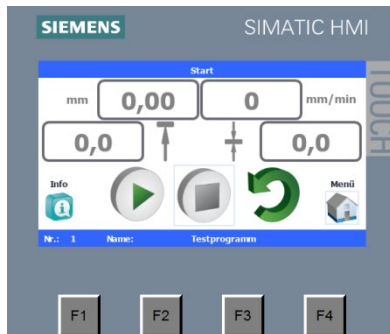 SIEMENS
SIMATIC HMI
TOUCH
Start
mm 0,00 0 mm/min
0,0 0,0
Info
Menü
Nr.: 1 Name: Testprogramm
F1 F2 F3 F4